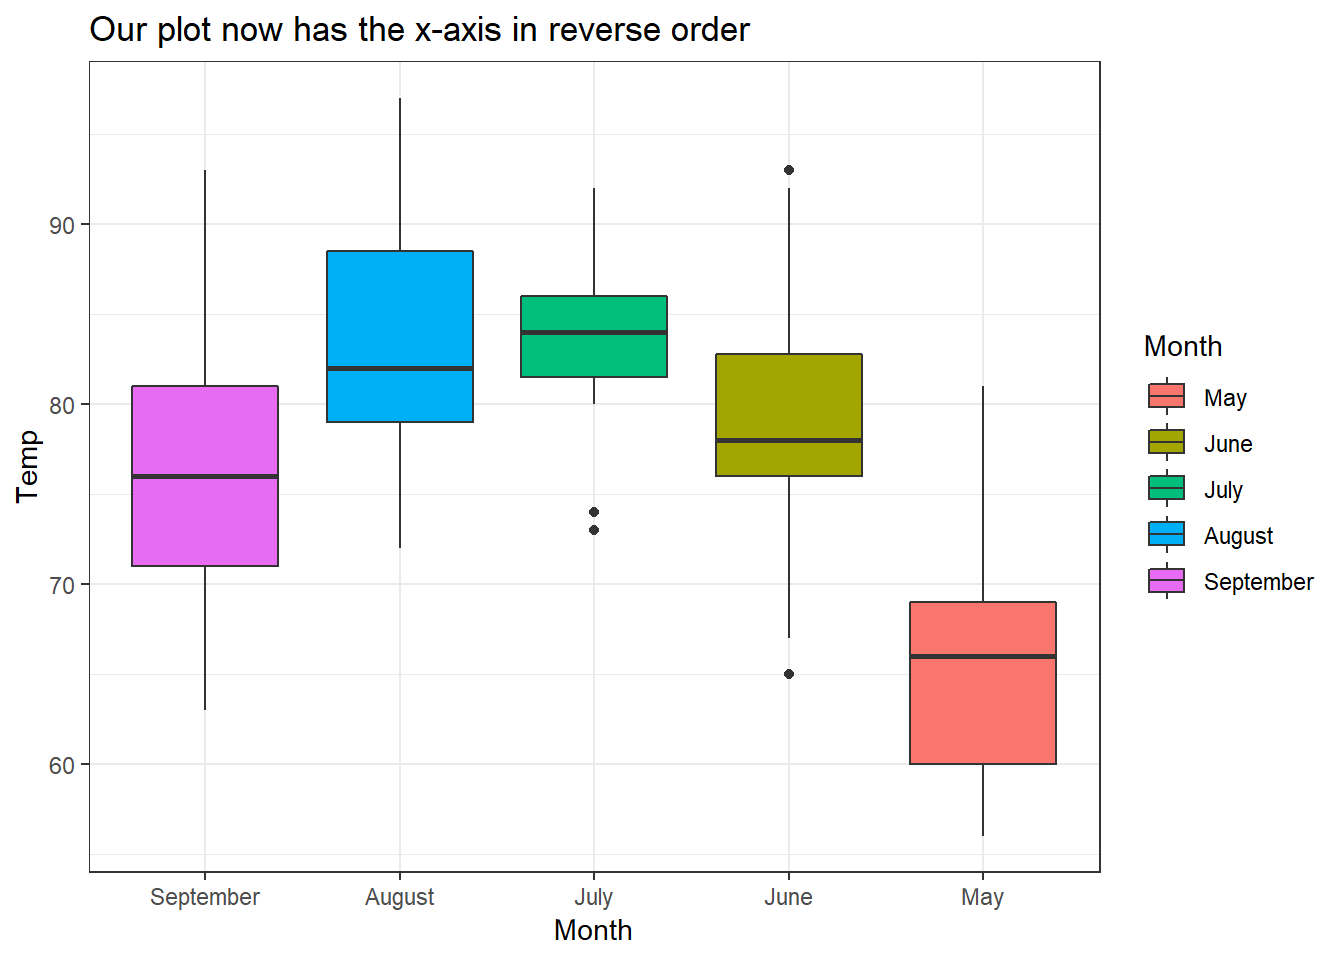 Our plot now has the x-axis in reverse order
90
80
70
60
Temp
September August July June May
Month
Month
May
June
July
August
September